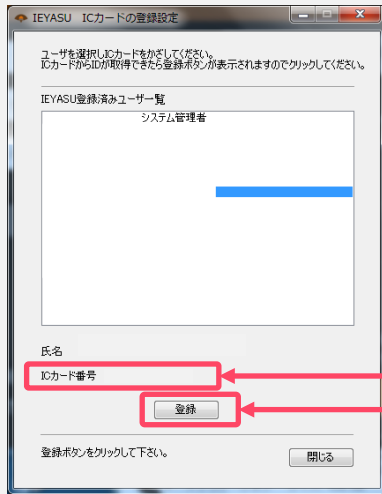 IEYASU ICカードの登録設定
ユーザを選択しICカードをかざしてください。
ICカードからIDが取得できたら登録ボタンが表示されますのでクリックしてください。
IEYASU登録済みユーザー覧
システム管理者
氏名
ICカード番号
登録
登録ボタンをクリックして下さい。
閉じる